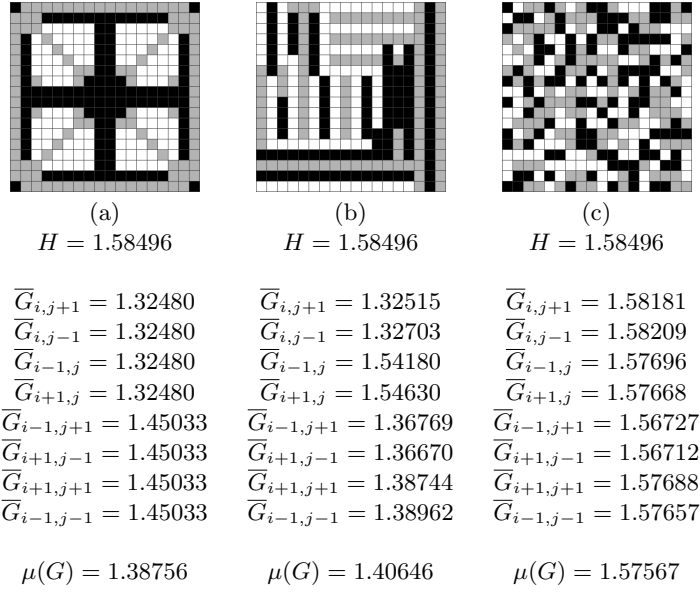 (a) (b) (c)
H = 1.58496 H = 1.58496 H = 1.58496
G̅i,j+1 = 1.32480 G̅i,j+1 = 1.32515 G̅i,j+1 = 1.58181
G̅i,j−1 = 1.32480 G̅i,j−1 = 1.32703 G̅i,j−1 = 1.58209
G̅i−1,j = 1.32480 G̅i−1,j = 1.54180 G̅i−1,j = 1.57696
G̅i+1,j = 1.32480 G̅i+1,j = 1.54630 G̅i+1,j = 1.57668
G̅i−1,j+1 = 1.45033 G̅i−1,j+1 = 1.36769 G̅i−1,j+1 = 1.56727
G̅i+1,j−1 = 1.45033 G̅i+1,j−1 = 1.36670 G̅i+1,j−1 = 1.56712
G̅i+1,j+1 = 1.45033 G̅i+1,j+1 = 1.38744 G̅i+1,j+1 = 1.57688
G̅i−1,j−1 = 1.45033 G̅i−1,j−1 = 1.38962 G̅i−1,j−1 = 1.57657
μ(G) = 1.38756 μ(G) = 1.40646 μ(G) = 1.57567